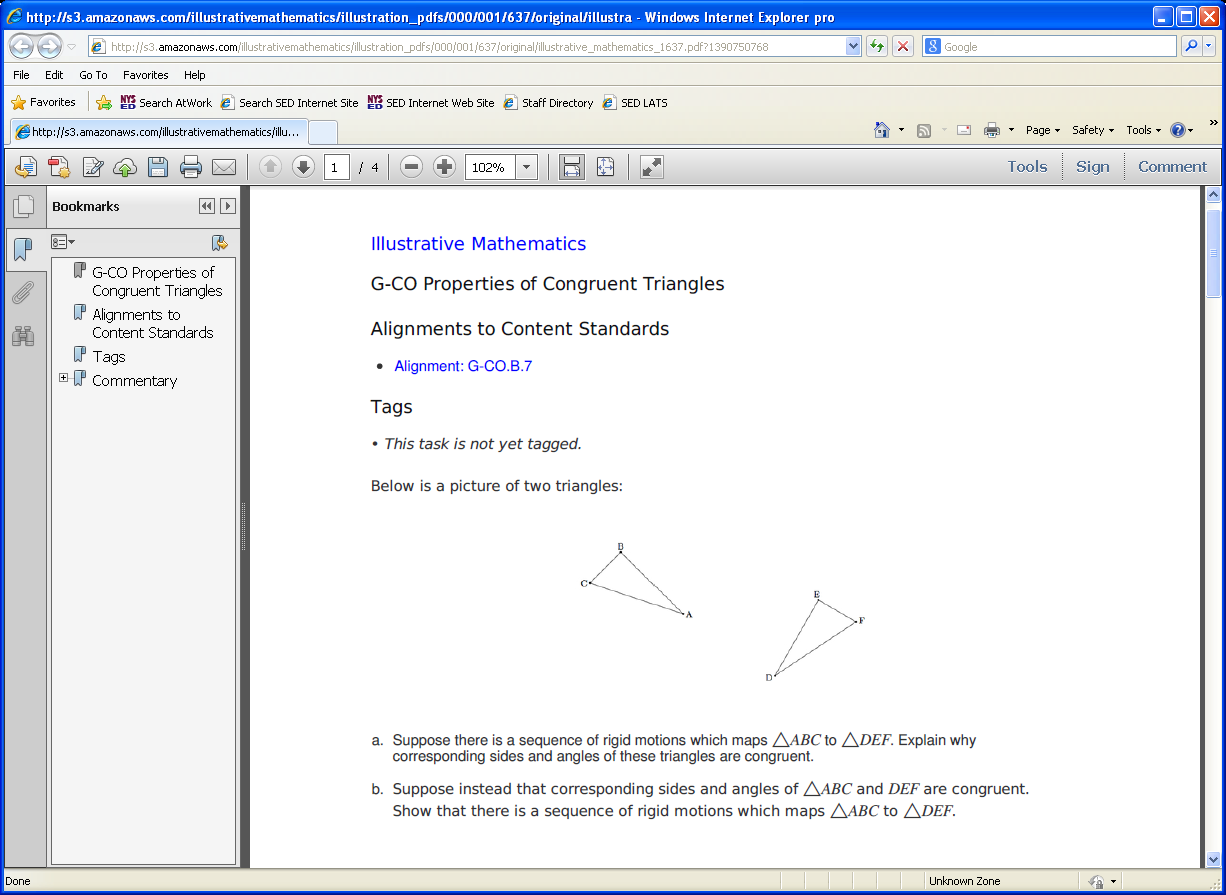 http://s3.amazonaws.com/illustrativemathematics/illustration_pdfs/000/001/637/original/illustra - Windows Internet Explorer pro
http://s3.amazonaws.com/illustrativemathematics/illustration_pdfs/000/001/637/original/illustrative_mathematics_1637.pdf?1390750768
Google
File Edit Go To Favorites Help
Favorites NYS ED Search AtWork Search SED Internet Site NYS ED SED Internet Web Site Staff Directory SED LATS
http://s3.amazonaws.com/illustrativemathematics/illu...
Page Safety Tools
1 / 4 102% Tools Sign Comment
Bookmarks
G-CO Properties of
Congruent Triangles
Alignments to
Content Standards
Tags
Commentary
Illustrative Mathematics
G-CO Properties of Congruent Triangles
Alignments to Content Standards
• Alignment: G-CO.B.7
Tags
• This task is not yet tagged.
Below is a picture of two triangles:
B
C
A
E
F
D
a. Suppose there is a sequence of rigid motions which maps △ABC to △DEF. Explain why
corresponding sides and angles of these triangles are congruent.
b. Suppose instead that corresponding sides and angles of △ABC and DEF are congruent.
Show that there is a sequence of rigid motions which maps △ABC to △DEF.
Done
Unknown Zone